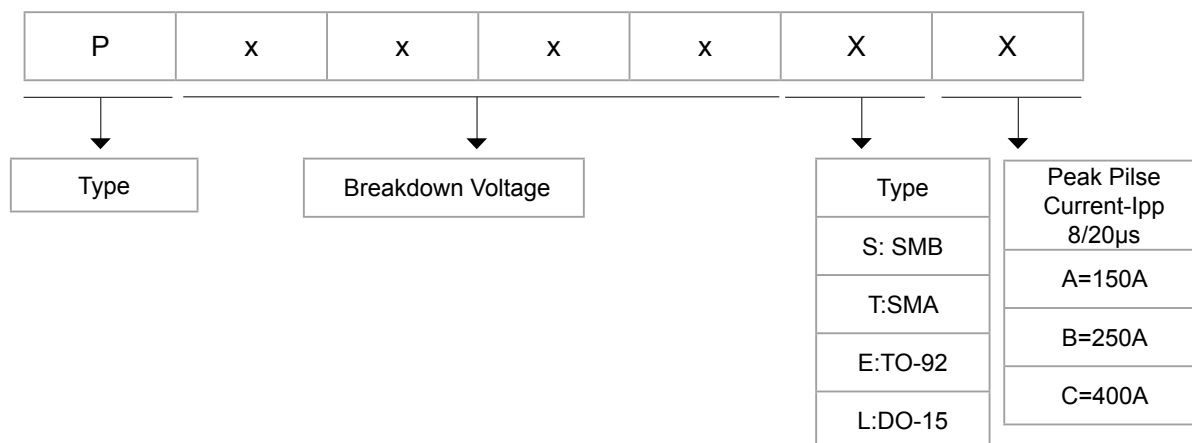 P x x x x X X
Type
Breakdown Voltage
Type
S: SMB
T:SMA
E:TO-92
L:DO-15
Peak Pilse
Current-Ipp
8/20µs
A=150A
B=250A
C=400A